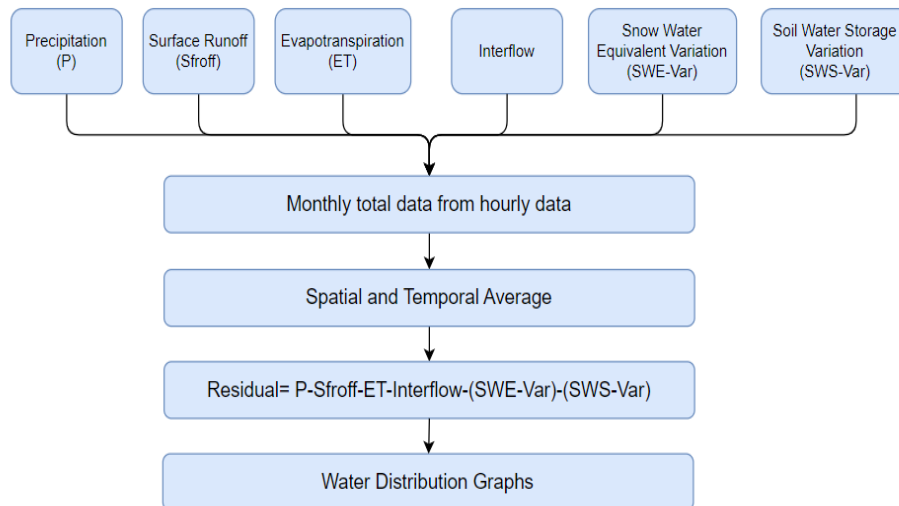 Precipitation
(P)
Surface Runoff
(Sfroff)
Evapotranspiration
(ET)
Interflow
Snow Water
Equivalent Variation
(SWE-Var)
Soil Water Storage
Variation
(SWS-Var)
Monthly total data from hourly data
Spatial and Temporal Average
Residual= P-Sfroff-ET-Interflow-(SWE-Var)-(SWS-Var)
Water Distribution Graphs